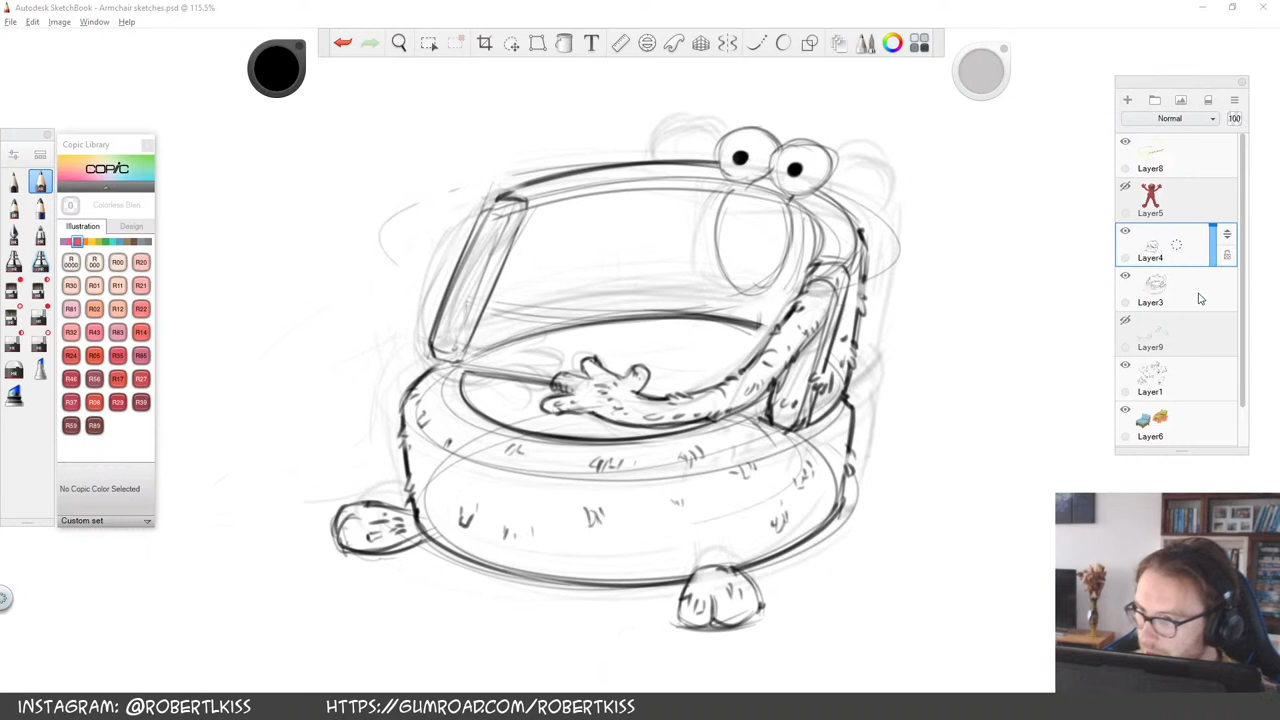 Autodesk SketchBook - Armchair sketches.psd @ 115.5%
File Edit Image Window Help
T
Normal 100
Copic Library
COPIC
0 Colorless Blen..
Illustration Design
R000 R00 R20
R30 R01 R11 R21
R81 R02 R12 R22
R32 R43 R83 R14
R24 R05 R35 R85
R46 R56 R17 R27
R37 R08 R29 R39
R59 R89
No Copic Color Selected
Custom set
Layer8
Layer5
Layer4
Layer3
Layer9
Layer1
Layer6
INSTAGRAM: @ROBERTLKISS HTTPS://GUMROAD.COM/ROBERTKISS